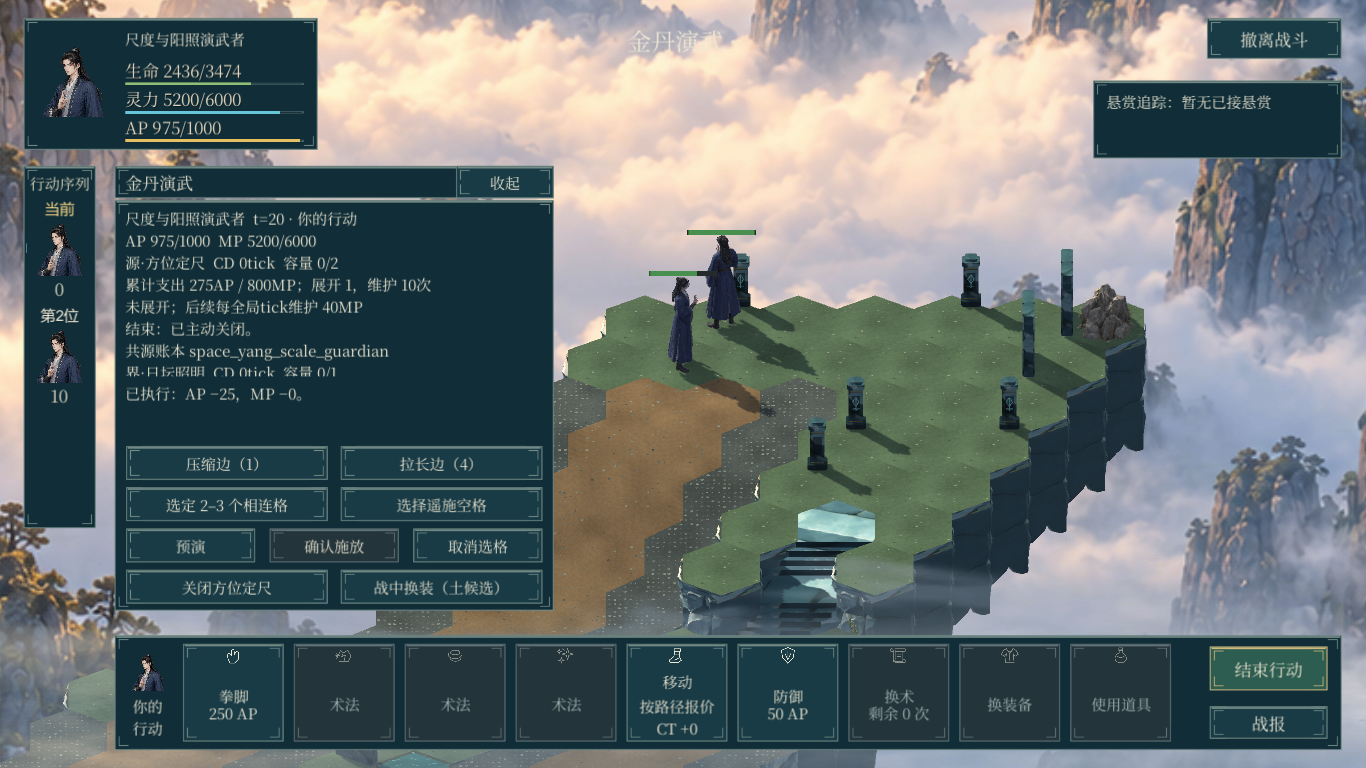 金丹演武
撤离战斗
尺度与阳照演武者
生命 2436/3474
灵力 5200/6000
AP 975/1000
悬赏追踪：暂无已接悬赏
行动序列
当前
0
第2位
10
金丹演武
收起
尺度与阳照演武者 t=20 · 你的行动
AP 975/1000 MP 5200/6000
源·方位定尺 CD 0tick 容量 0/2
累计支出 275AP / 800MP；展开 1，维护 10次
未展开；后续每全局tick维护 40MP
结束：已主动关闭。
共源账本 space_yang_scale_guardian
界·日坛昭明 CD 0tick 容量 0/1
已执行：AP −25，MP −0。
压缩边（1）
拉长边（4）
选定 2–3 个相连格
选择遥施空格
预演
确认施放
取消选格
关闭方位定尺
战中换装（土候选）
你的
行动
拳脚
250 AP
术法
术法
术法
移动
按路径报价
CT +0
防御
50 AP
换术
剩余 0 次
换装备
使用道具
结束行动
战报